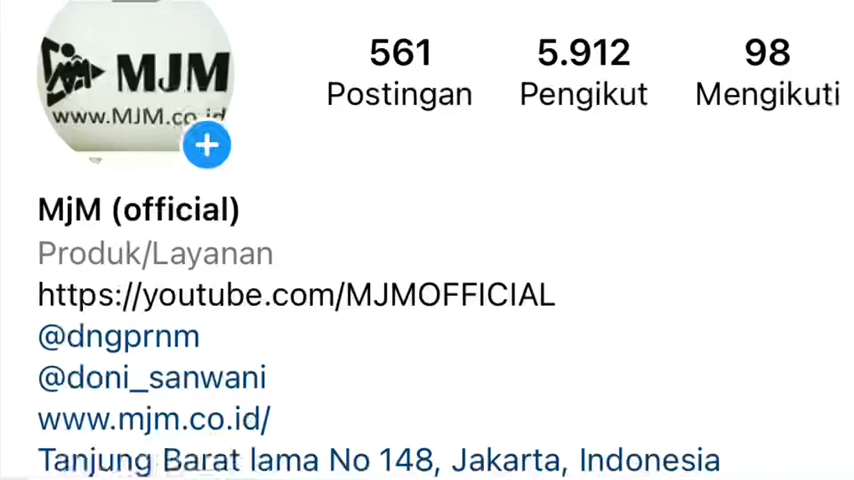 MJM
www.MJM.co.id
561 5.912 98
Postingan Pengikut Mengikuti
MjM (official)
Produk/Layanan
https://youtube.com/MJMOFFICIAL
@dngprnm
@doni_sanwani
www.mjm.co.id/
Tanjung Barat lama No 148, Jakarta, Indonesia